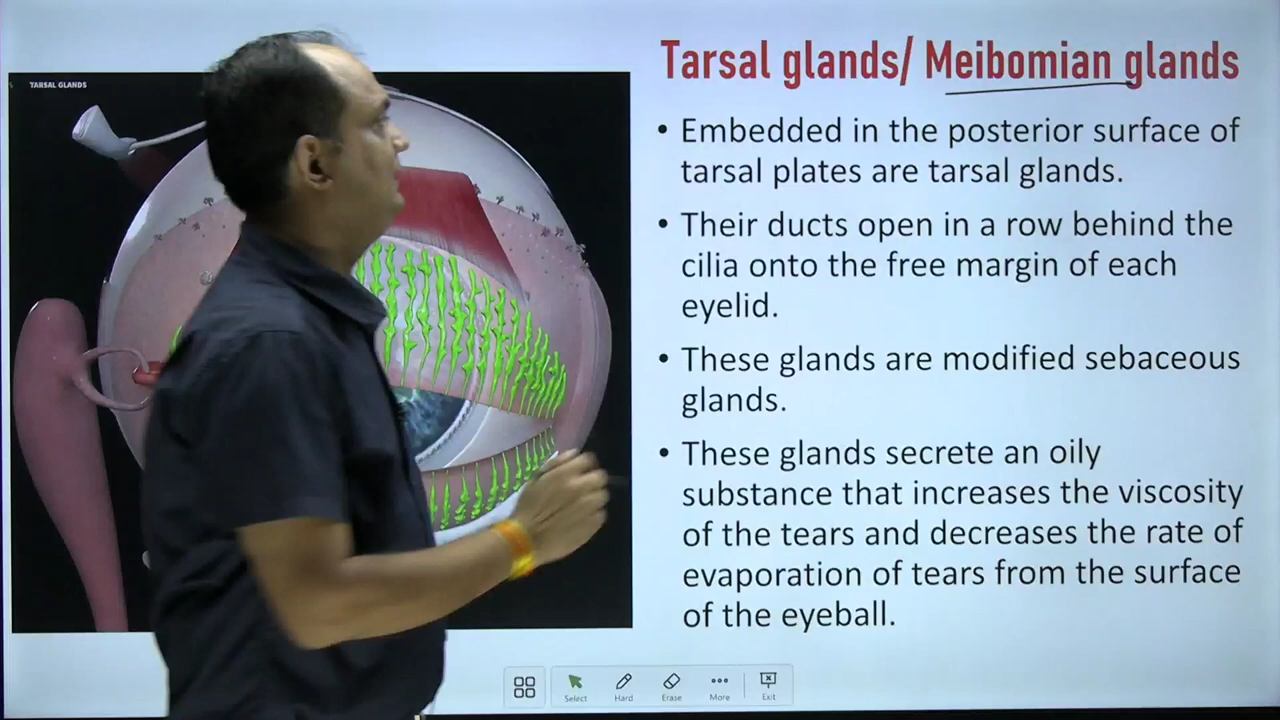 TARSAL GLANDS
Tarsal glands/ Meibomian glands
• Embedded in the posterior surface of
tarsal plates are tarsal glands.
• Their ducts open in a row behind the
cilia onto the free margin of each
eyelid.
• These glands are modified sebaceous
glands.
• These glands secrete an oily
substance that increases the viscosity
of the tears and decreases the rate of
evaporation of tears from the surface
of the eyeball.
Select Hard Erase More Exit